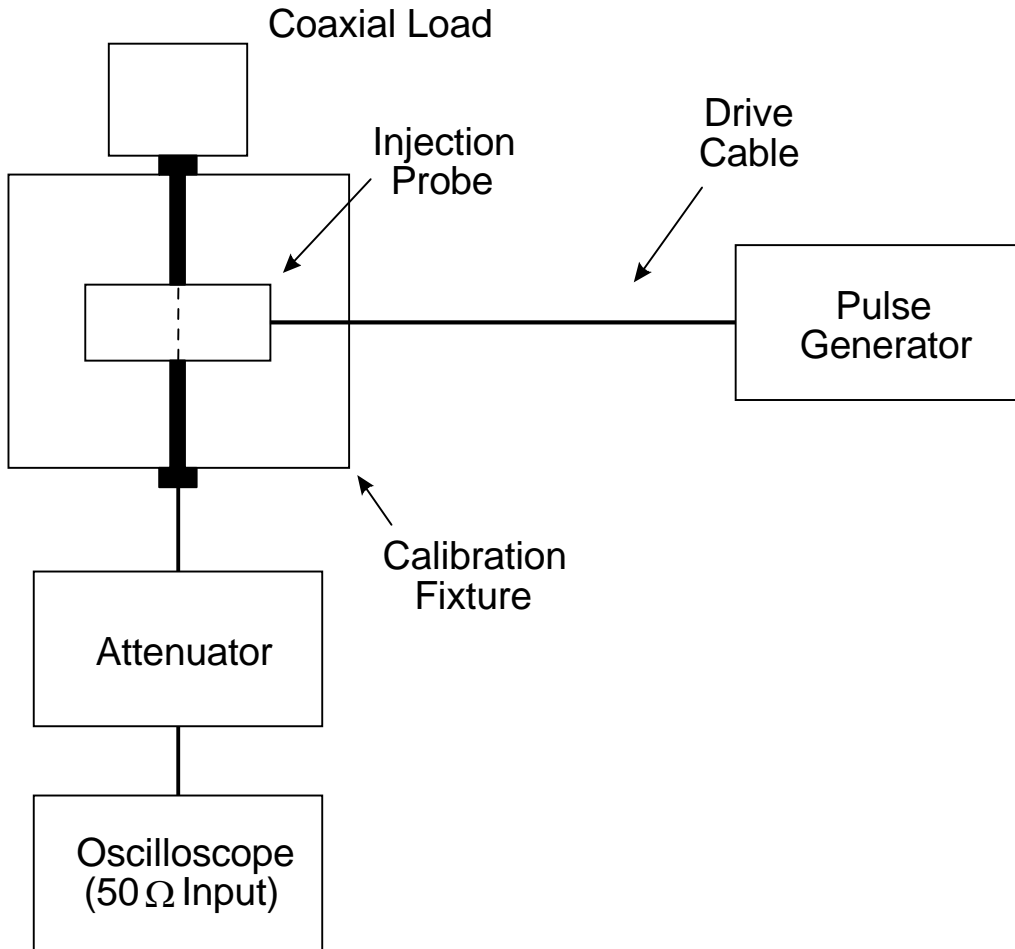 Coaxial Load
Injection
Probe
Drive
Cable
Pulse
Generator
Calibration
Fixture
Attenuator
Oscilloscope
(50 Ω Input)